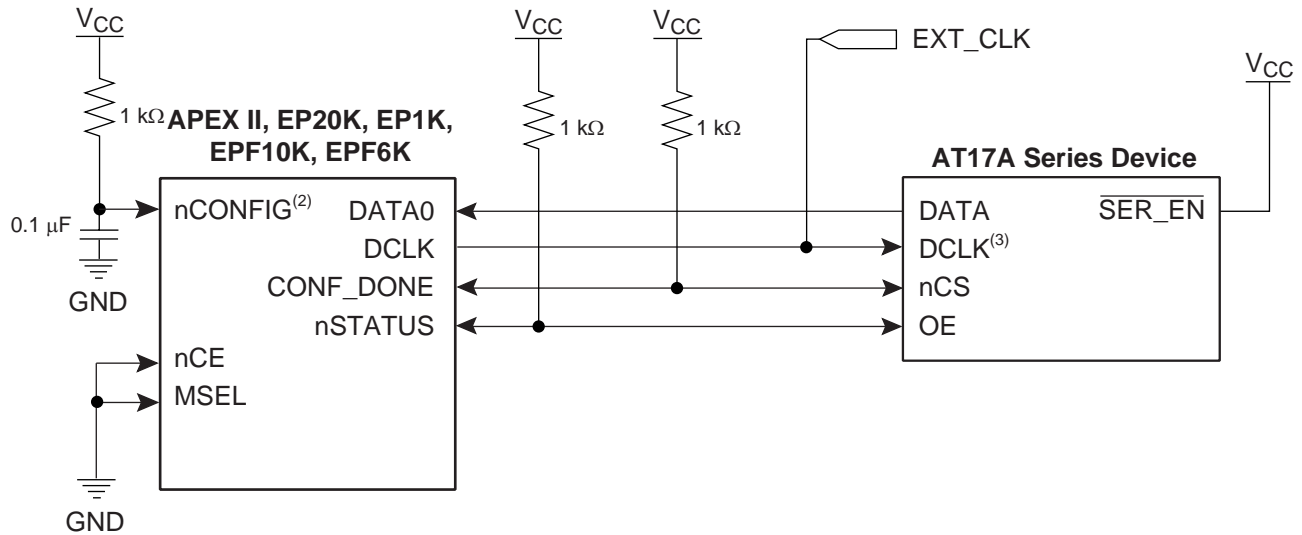 VCC
VCC
VCC
EXT_CLK
VCC
1 kΩ
APEX II, EP20K, EP1K,
EPF10K, EPF6K
1 kΩ
1 kΩ
AT17A Series Device
0.1 μF
GND
nCONFIG(2)
DATA0
DCLK
CONF_DONE
nSTATUS
nCE
MSEL
GND
DATA
DCLK(3)
nCS
OE
SER_EN